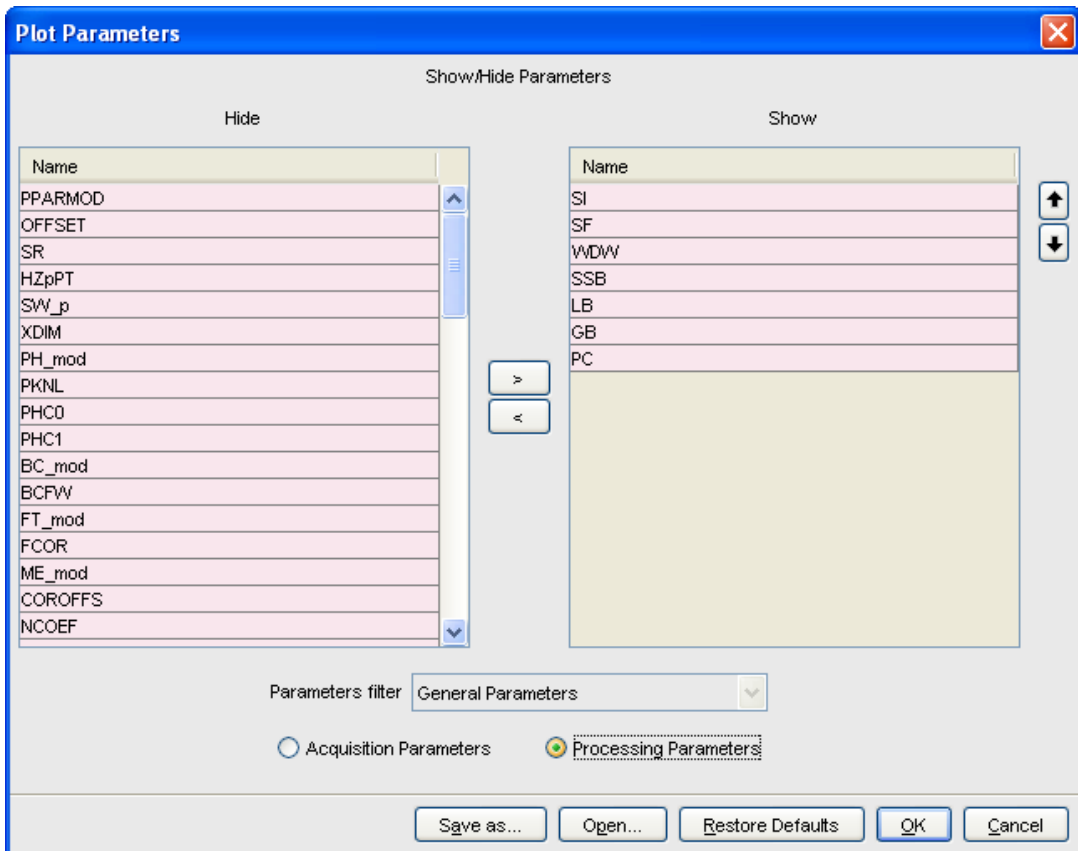 Plot Parameters
Show/Hide Parameters
Hide
Show
Name
PPARMOD
OFFSET
SR
HZpPT
SW_p
XDIM
PH_mod
PKNL
PHC0
PHC1
BC_mod
BCFW
FT_mod
FCOR
ME_mod
COROFFS
NCOEF
>
<
Name
SI
SF
WDW
SSB
LB
GB
PC
Parameters filter General Parameters
Acquisition Parameters Processing Parameters
Save as... Open... Restore Defaults OK Cancel